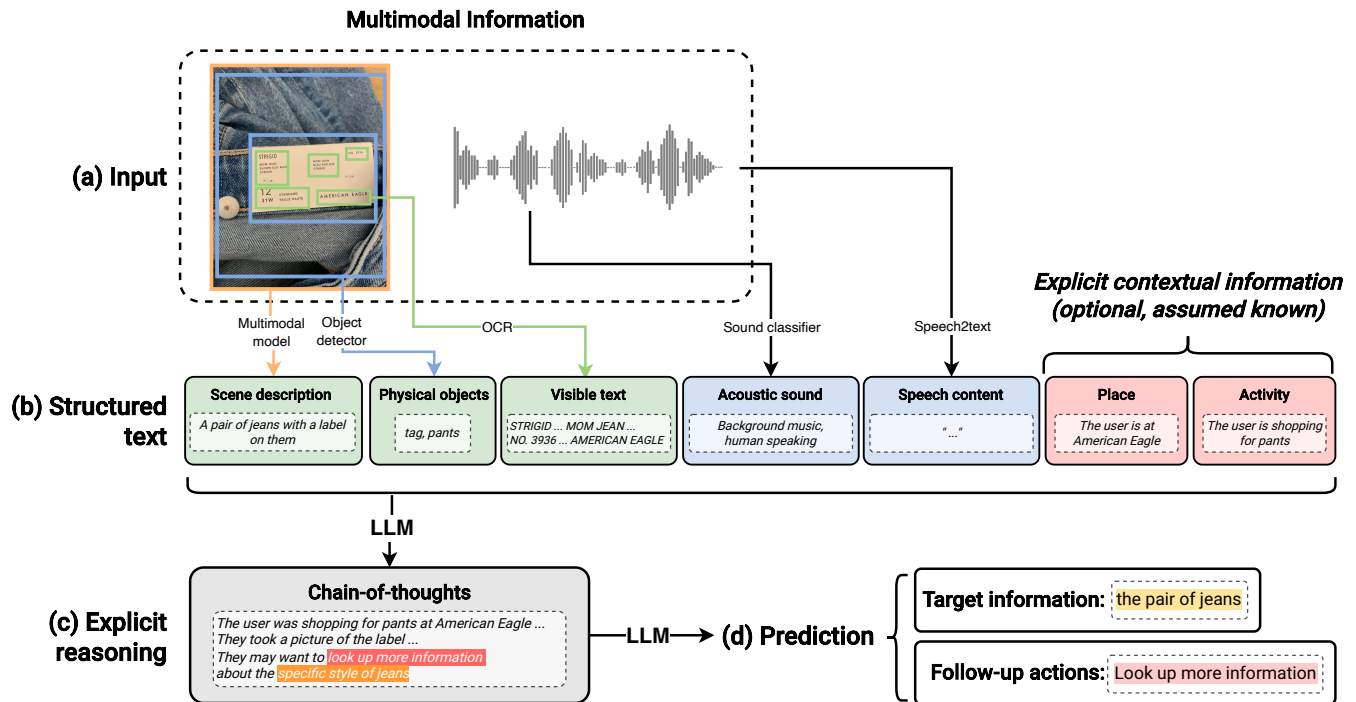 Multimodal Information
(a) Input
STRIGID
12
31W
STANDARD
TAILLE HAUTE
AMERICAN EAGLE
Explicit contextual information
(optional, assumed known)
Multimodal
model
Object
detector
OCR
Sound classifier
Speech2text
(b) Structured
text
Scene description
A pair of jeans with a label
on them
Physical objects
tag, pants
Visible text
STRIGID ... MOM JEAN ...
NO. 3936 ... AMERICAN EAGLE
Acoustic sound
Background music,
human speaking
Speech content
" ..."
Place
The user is at
American Eagle
Activity
The user is shopping
for pants
LLM
(c) Explicit
reasoning
Chain-of-thoughts
The user was shopping for pants at American Eagle ...
They took a picture of the label ...
They may want to look up more information
about the specific style of jeans
LLM
(d) Prediction
Target information: the pair of jeans
Follow-up actions: Look up more information